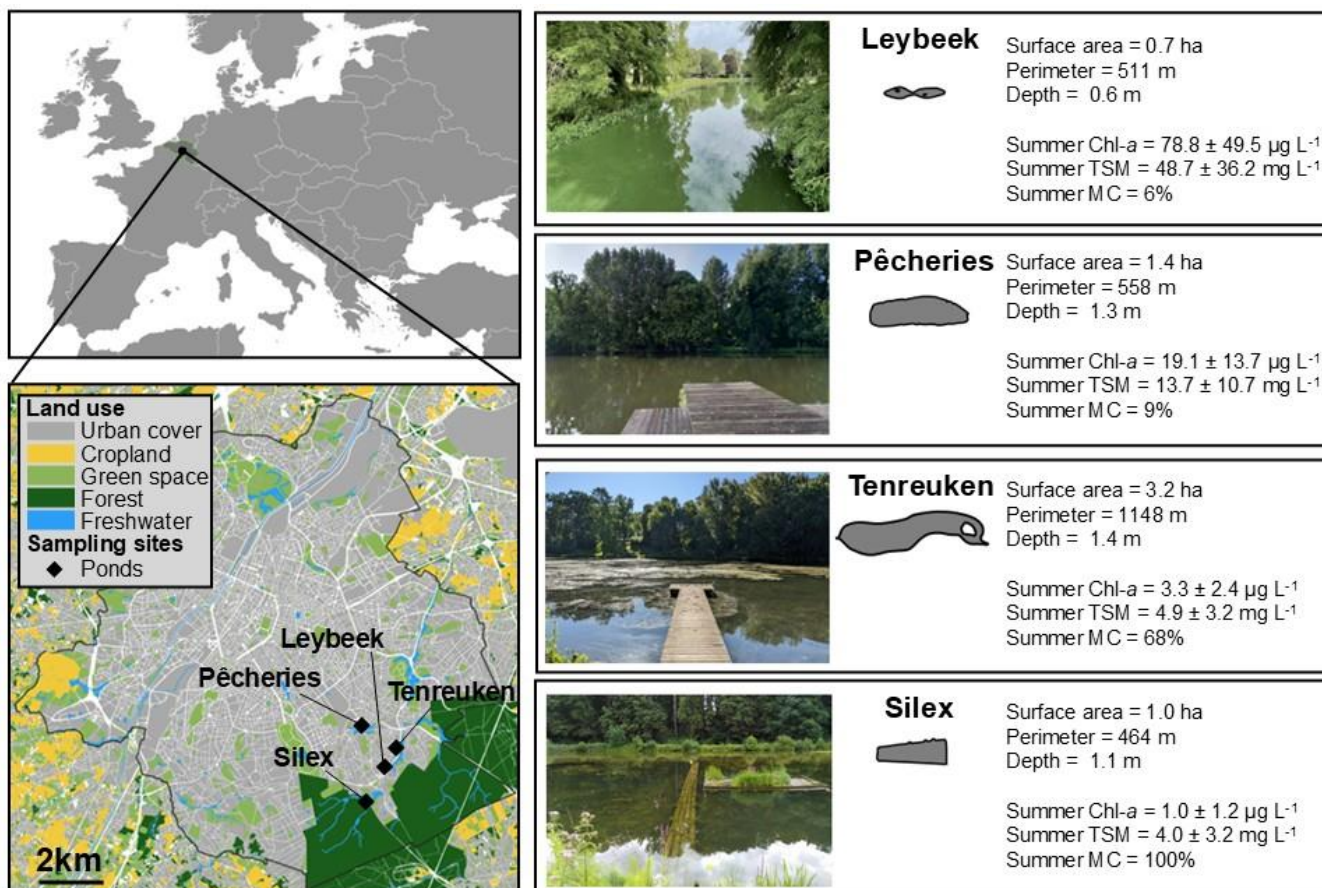 Land use
Urban cover
Cropland
Green space
Forest
Freshwater
Sampling sites
Ponds
Leybeek
Pêcheries
Tenreuken
Silex
2km
Leybeek
Surface area = 0.7 ha
Perimeter = 511 m
Depth = 0.6 m
Summer Chl-a = 78.8 ± 49.5 µg L⁻¹
Summer TSM = 48.7 ± 36.2 mg L⁻¹
Summer MC = 6%
Pêcheries
Surface area = 1.4 ha
Perimeter = 558 m
Depth = 1.3 m
Summer Chl-a = 19.1 ± 13.7 µg L⁻¹
Summer TSM = 13.7 ± 10.7 mg L⁻¹
Summer MC = 9%
Tenreuken
Surface area = 3.2 ha
Perimeter = 1148 m
Depth = 1.4 m
Summer Chl-a = 3.3 ± 2.4 µg L⁻¹
Summer TSM = 4.9 ± 3.2 mg L⁻¹
Summer MC = 68%
Silex
Surface area = 1.0 ha
Perimeter = 464 m
Depth = 1.1 m
Summer Chl-a = 1.0 ± 1.2 µg L⁻¹
Summer TSM = 4.0 ± 3.2 mg L⁻¹
Summer MC = 100%